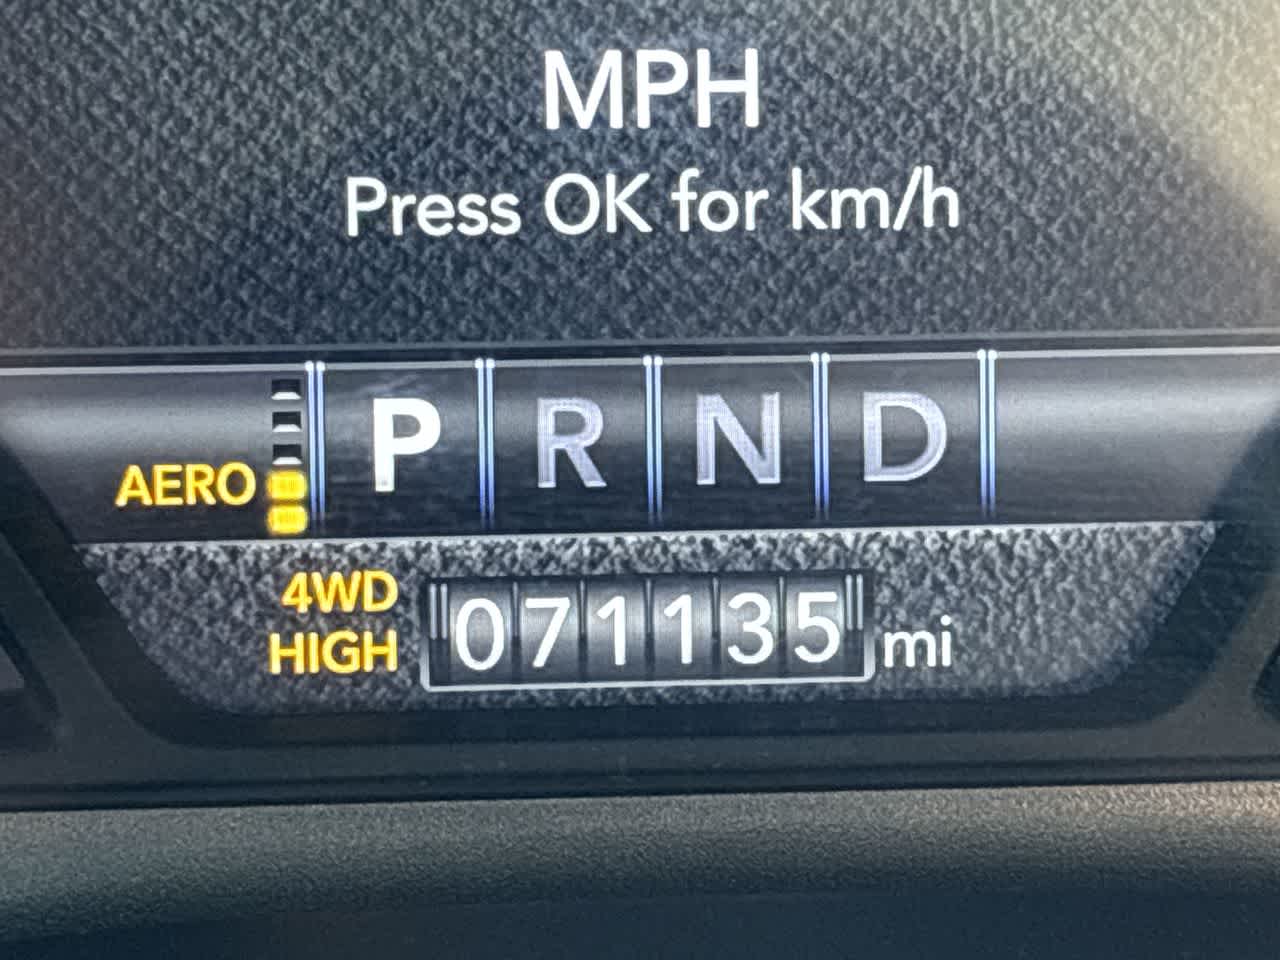 MPH
Press OK for km/h
P R N D
AERO
4WD
HIGH
071135 mi